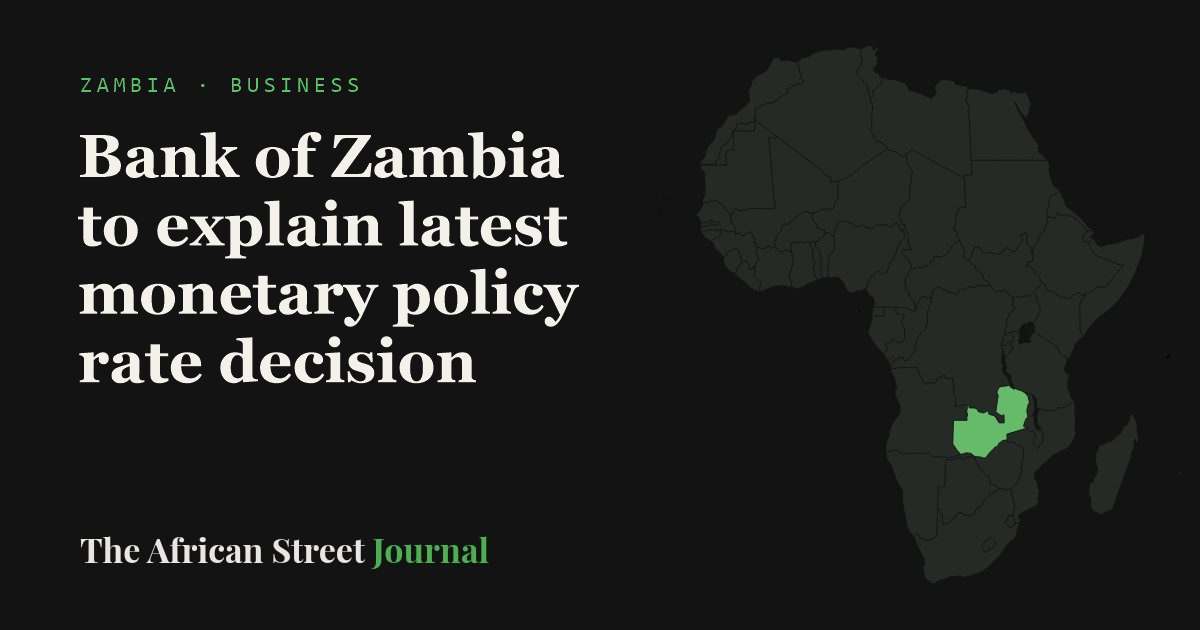 ZAMBIA · BUSINESS
Bank of Zambia
to explain latest
monetary policy
rate decision
The African Street Journal